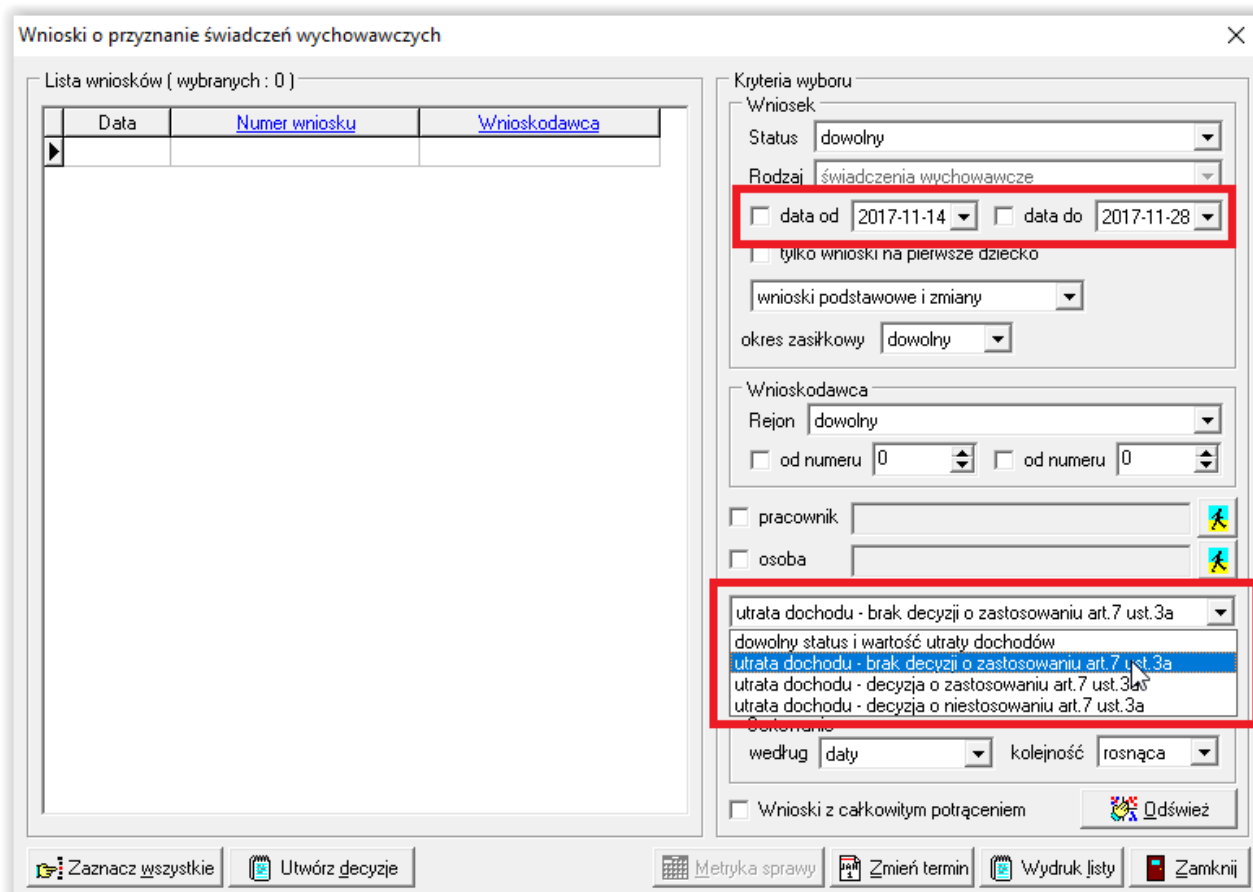 Wnioski o przyznanie świadczeń wychowawczych
Lista wniosków ( wybranych : 0 )
Data Numer wniosku Wnioskodawca
Kryteria wyboru
Wniosek
Status dowolny
Rodzaj świadczenia wychowawcze
data od 2017-11-14 data do 2017-11-28
tylko wnioski na pierwsze dziecko
wnioski podstawowe i zmiany
okres zasiłkowy dowolny
Wnioskodawca
Rejon dowolny
od numeru 0 od numeru 0
pracownik
osoba
utrata dochodu - brak decyzji o zastosowaniu art.7 ust.3a
dowolny status i wartość utraty dochodów
utrata dochodu - brak decyzji o zastosowaniu art.7 ust.3a
utrata dochodu - decyzja o zastosowaniu art.7 ust.3a
utrata dochodu - decyzja o niestosowaniu art.7 ust.3a
według daty kolejność rosnąca
Wnioski z całkowitym potrąceniem Odśwież
Zaznacz wszystkie Utwórz decyzje Metryka sprawy Zmień termin Wydruk listy Zamknij